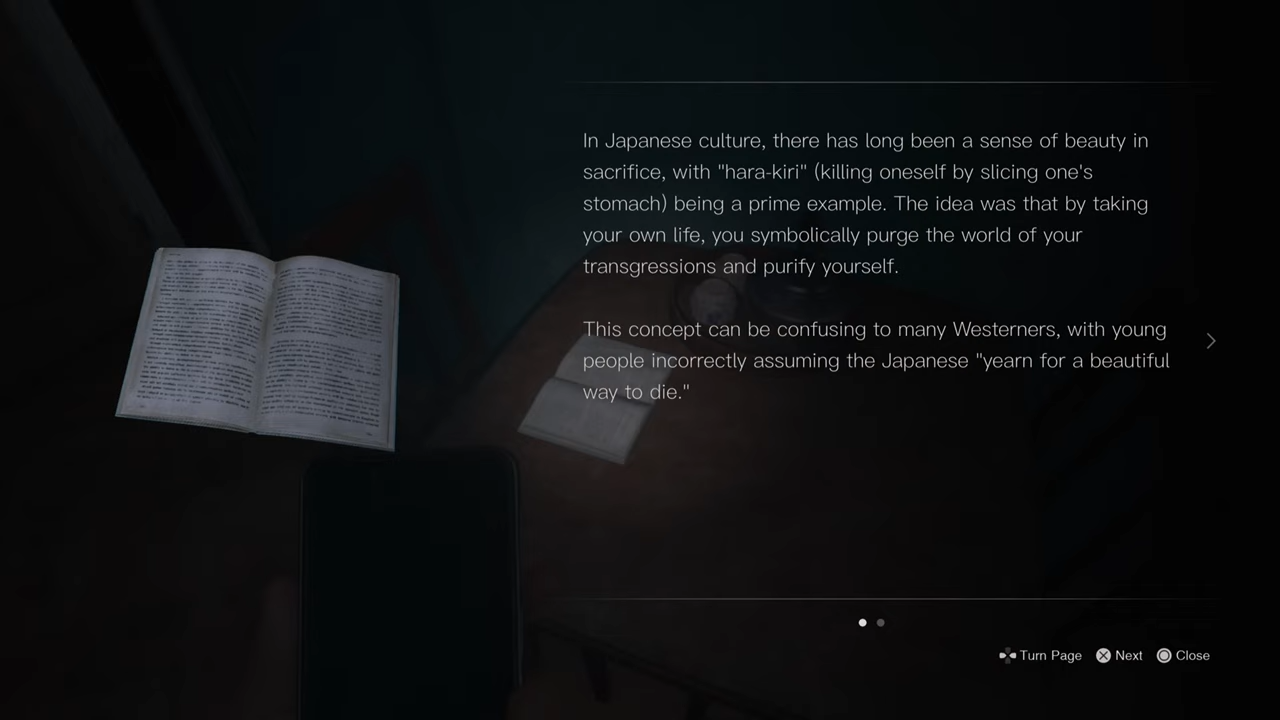 In Japanese culture, there has long been a sense of beauty in
sacrifice, with "hara-kiri" (killing oneself by slicing one's
stomach) being a prime example. The idea was that by taking
your own life, you symbolically purge the world of your
transgressions and purify yourself.
This concept can be confusing to many Westerners, with young
people incorrectly assuming the Japanese "yearn for a beautiful
way to die."
Turn Page Next Close